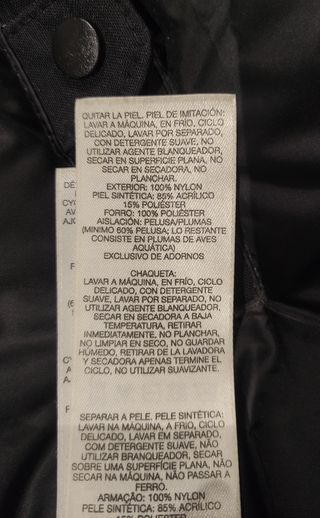 QUITAR LA PIEL. PIEL DE IMITACIÓN:
LAVAR A MÁQUINA, EN FRÍO, CICLO
DELICADO, LAVAR POR SEPARADO,
CON DETERGENTE SUAVE, NO
UTILIZAR AGENTE BLANQUEADOR,
SECAR EN SUPERFICIE PLANA, NO
SECAR EN SECADORA, NO
PLANCHAR.
EXTERIOR: 100% NYLON
PIEL SINTÉTICA: 85% ACRÍLICO
15% POLIÉSTER
FORRO: 100% POLIÉSTER
AISLACIÓN: PELUSA/PLUMAS
(MÍNIMO 60% PELUSA; LO RESTANTE
CONSISTE EN PLUMAS DE AVES
ACUÁTICA)
EXCLUSIVO DE ADORNOS
CHAQUETA:
LAVAR A MÁQUINA, EN FRÍO, CICLO
DELICADO, CON DETERGENTE
SUAVE, LAVAR POR SEPARADO, NO
UTILIZAR AGENTE BLANQUEADOR,
SECAR EN SECADORA A BAJA
TEMPERATURA, RETIRAR
INMEDIATAMENTE, NO PLANCHAR,
NO LIMPIAR EN SECO, NO GUARDAR
HÚMEDO, RETIRAR DE LA LAVADORA
Y SECADORA APENAS TERMINE EL
CICLO, NO UTILIZAR SUAVIZANTE.
SEPARAR A PELE. PELE SINTÉTICA:
LAVAR NA MÁQUINA, A FRIO, CICLO
DELICADO, LAVAR EM SEPARADO,
COM DETERGENTE SUAVE, NÃO
UTILIZAR BRANQUEADOR, SECAR
SOBRE UMA SUPERFÍCIE PLANA, NÃO
SECAR NA MÁQUINA, NÃO PASSAR A
FERRO.
ARMAÇÃO: 100% NYLON
PELE SINTÉTICA: 85% ACRÍLICO
15% POLIÉSTER